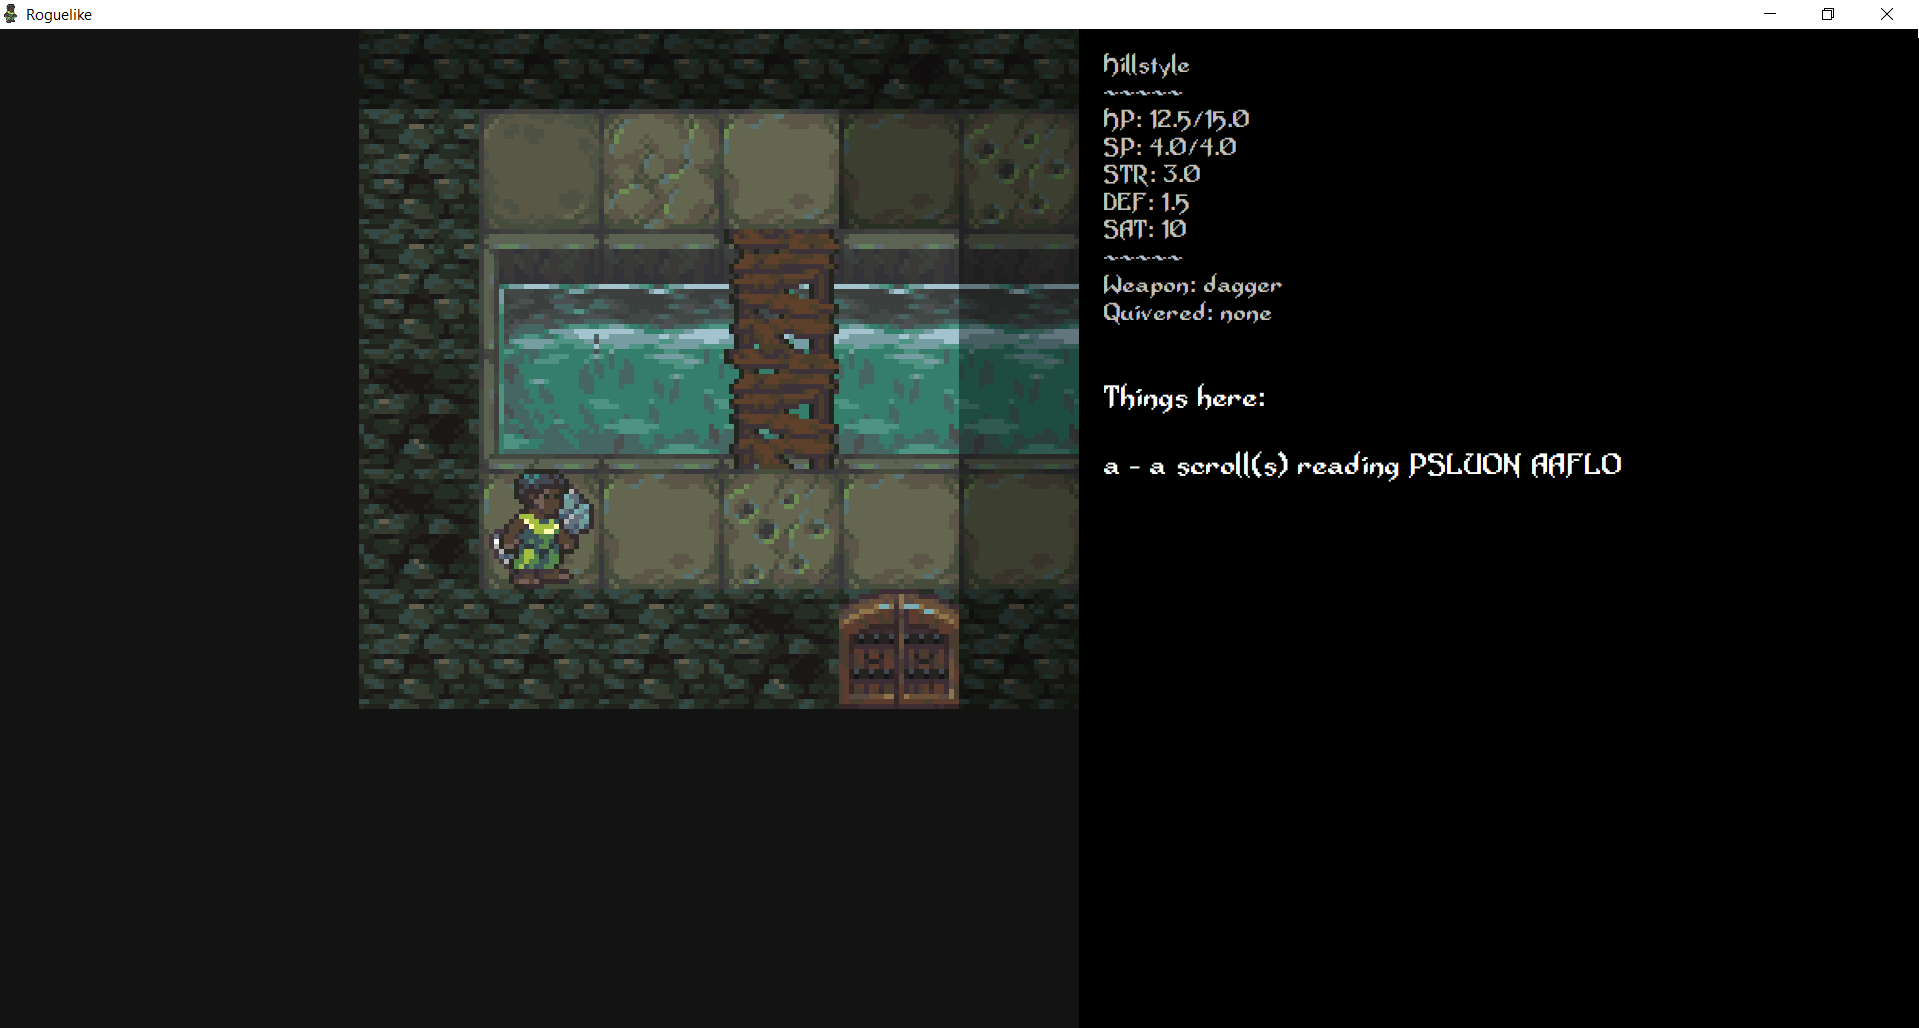 Roguelike
Hillstyle
~~~~~
HP: 12.5/15.0
SP: 4.0/4.0
STR: 3.0
DEF: 1.5
SAT: 10
~~~~~
Weapon: dagger
Quivered: none
Things here:
a - a scroll(s) reading PSLUON AAFLO